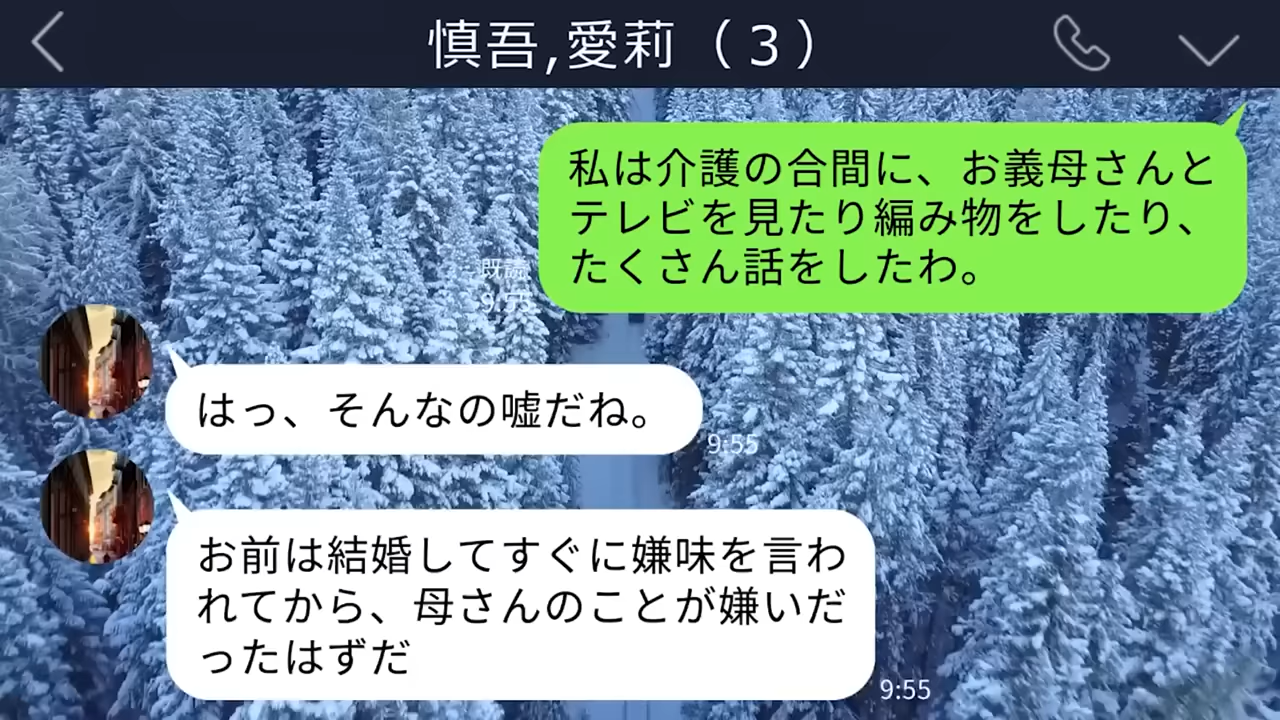 慎吾,愛莉（３）
私は介護の合間に、お義母さんと
テレビを見たり編み物をしたり、
たくさん話をしたわ。
既読
9:55
はっ、そんなの嘘だね。
9:55
お前は結婚してすぐに嫌味を言わ
れてから、母さんのことが嫌いだ
ったはずだ
9:55